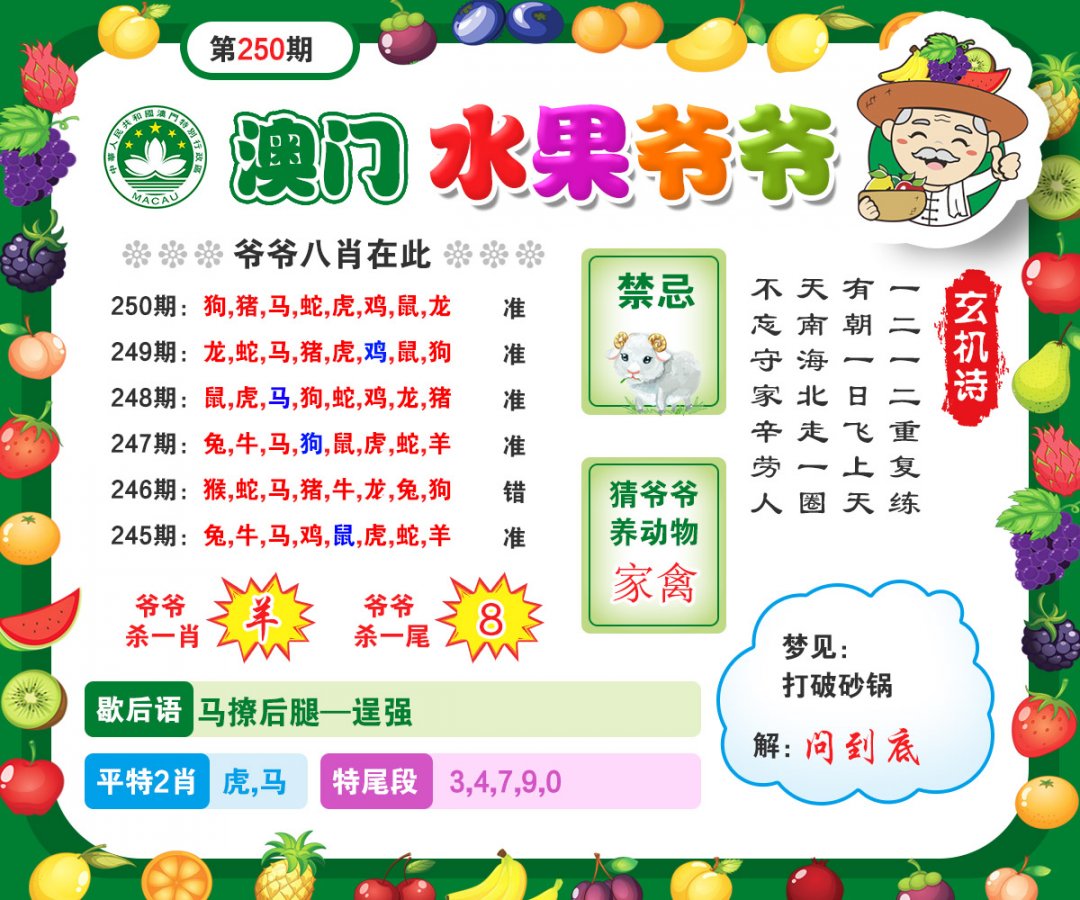 第250期
中華人民共和國澳門特別行政區
MACAU
澳门 水果爷爷
爷爷八肖在此
250期：狗,猪,马,蛇,虎,鸡,鼠,龙 准
249期：龙,蛇,马,猪,虎,鸡,鼠,狗 准
248期：鼠,虎,马,狗,蛇,鸡,龙,猪 准
247期：兔,牛,马,狗,鼠,虎,蛇,羊 准
246期：猴,蛇,马,猪,牛,龙,兔,狗 错
245期：兔,牛,马,鸡,鼠,虎,蛇,羊 准
爷爷
杀一肖
羊
爷爷
杀一尾
8
禁忌
猜爷爷
养动物
家禽
玄机诗
一二一二重复练
有朝一日飞上天
天南海北走一圈
不忘守家辛劳人
歇后语 马撩后腿—逞强
平特2肖 虎,马
特尾段 3,4,7,9,0
梦见：
打破砂锅
解：问到底